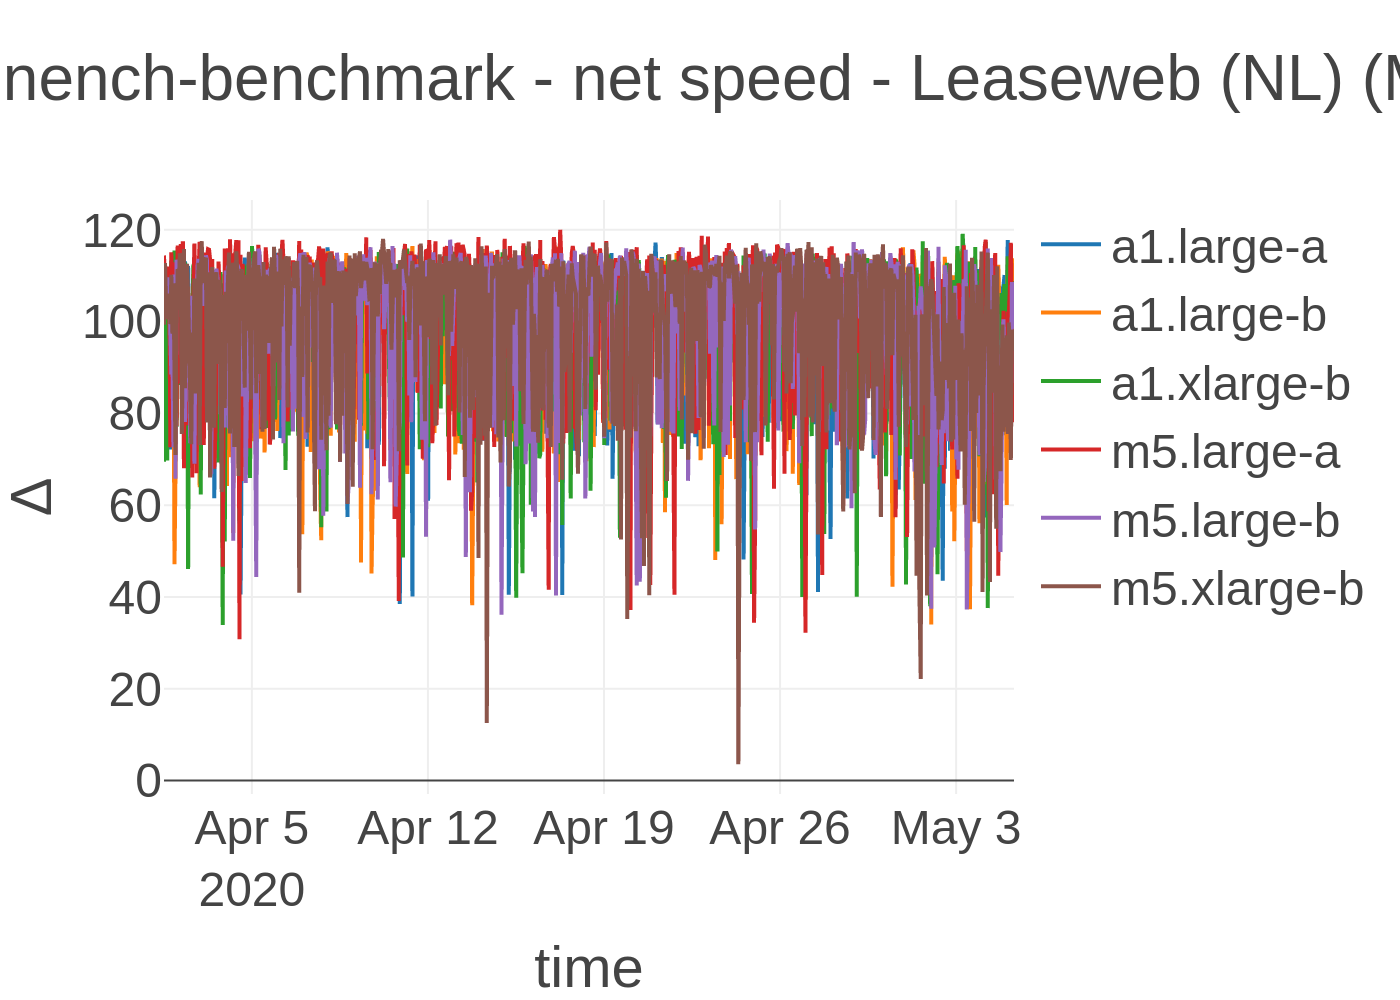 nench-benchmark - net speed - Leaseweb (NL) (
120
100
80
60
40
20
0
Δ
Apr 5
2020
Apr 12
Apr 19
Apr 26
May 3
time
a1.large-a
a1.large-b
a1.xlarge-b
m5.large-a
m5.large-b
m5.xlarge-b